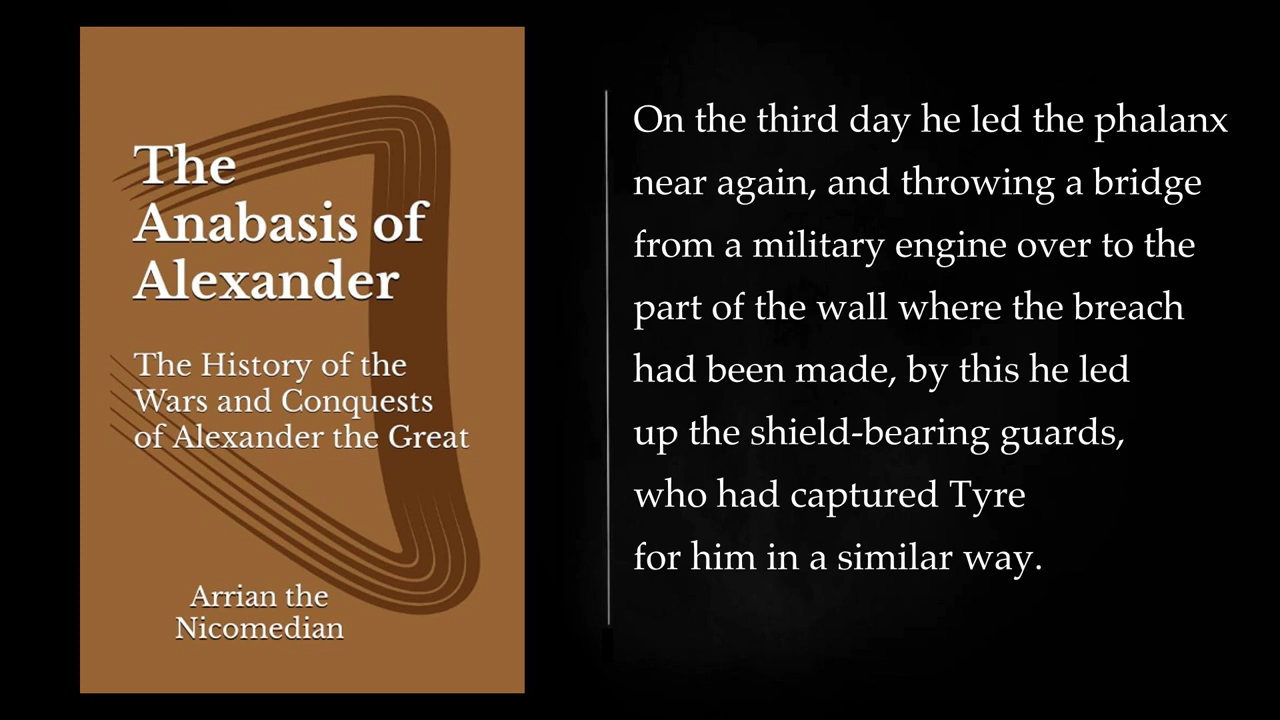 The
Anabasis of
Alexander
The History of the
Wars and Conquests
of Alexander the Great
Arrian the
Nicomedian
On the third day he led the phalanx
near again, and throwing a bridge
from a military engine over to the
part of the wall where the breach
had been made, by this he led
up the shield-bearing guards,
who had captured Tyre
for him in a similar way.